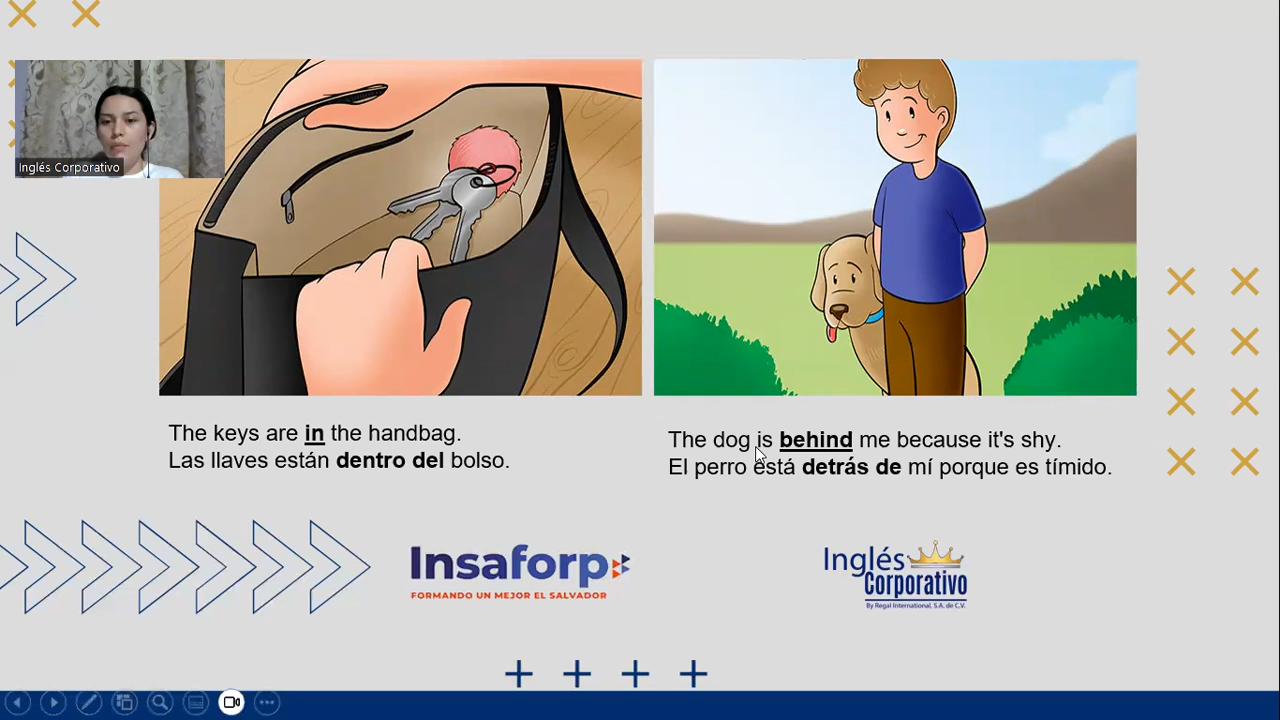 Inglés Corporativo
The keys are in the handbag.
Las llaves están dentro del bolso.
The dog is behind me because it's shy.
El perro está detrás de mí porque es tímido.
Insaforp
FORMANDO UN MEJOR EL SALVADOR
Inglés
Corporativo
By Regal International, S.A. de C.V.